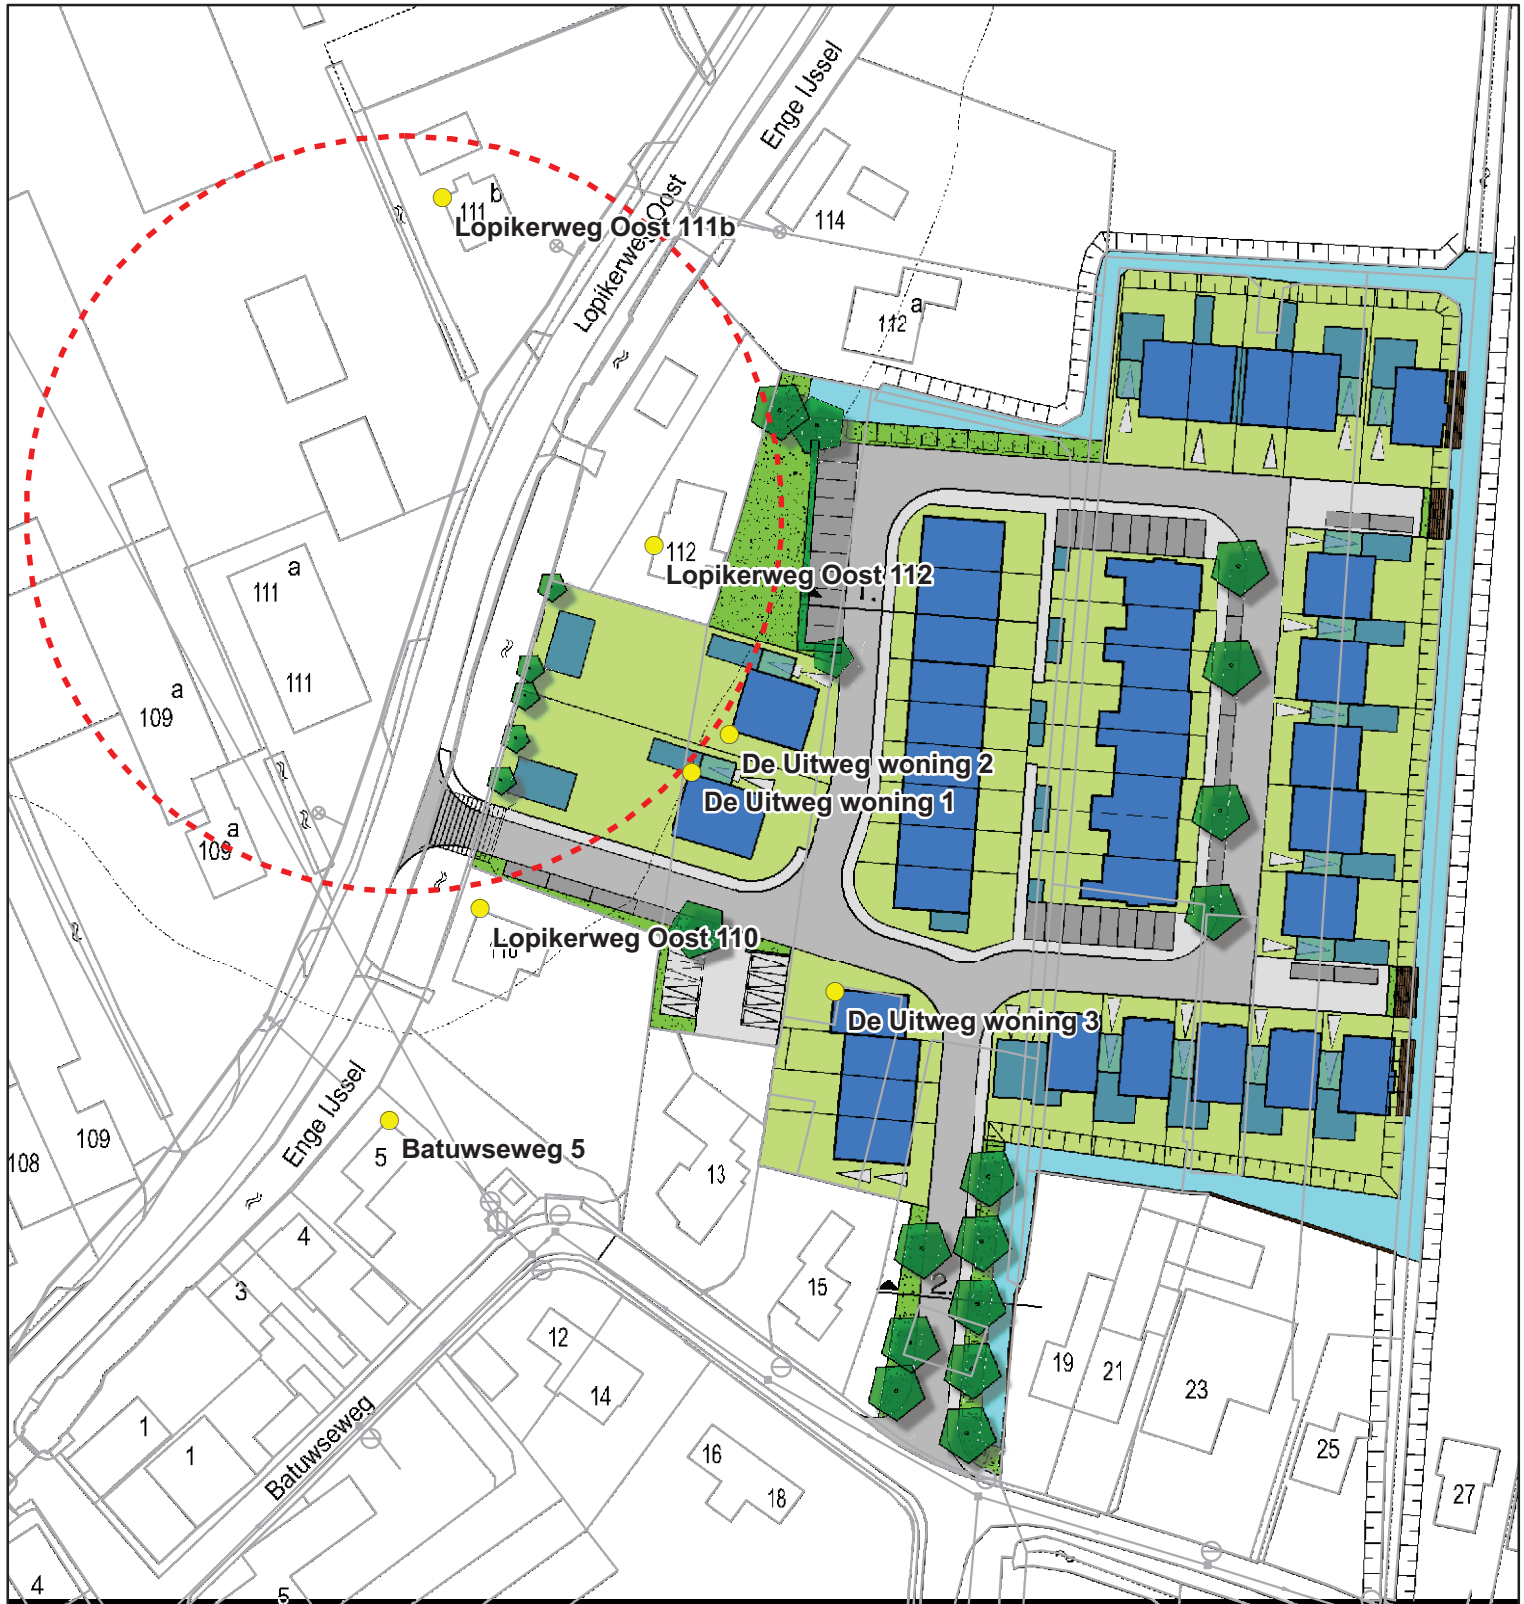 Enge IJssel
b
111
Lopikerweg Oost 111b
Lopikerweg Oost
114
a
112
112
Lopikerweg Oost 112
1.
a
111
111
a
109
a
109
De Uitweg woning 2
De Uitweg woning 1
Lopikerweg Oost 110
110
De Uitweg woning 3
Enge IJssel
109
108
5
Batuwseweg 5
13
4
3
15
2.
12
14
19
21
23
1
1
Batuwseweg
16
18
25
27
4
5